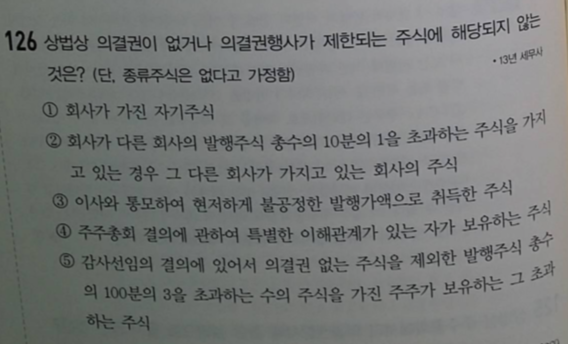 126 상법상 의결권이 없거나 의결권행사가 제한되는 주식에 해당되지 않는
것은? (단, 종류주식은 없다고 가정함)
• 13년 세무사
① 회사가 가진 자기주식
② 회사가 다른 회사의 발행주식 총수의 10분의 1을 초과하는 주식을 가지
고 있는 경우 그 다른 회사가 가지고 있는 회사의 주식
③ 이사와 통모하여 현저하게 불공정한 발행가액으로 취득한 주식
④ 주주총회 결의에 관하여 특별한 이해관계가 있는 자가 보유하는 주식
⑤ 감사선임의 결의에 있어서 의결권 없는 주식을 제외한 발행주식 총수
의 100분의 3을 초과하는 수의 주식을 가진 주주가 보유하는 그 초과
하는 주식